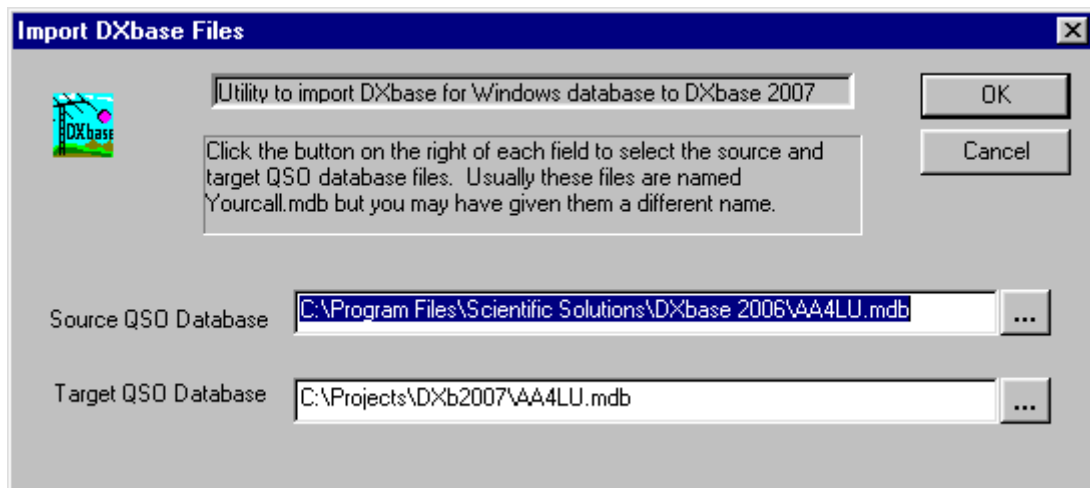 Import DXbase Files
Utility to import DXbase for Windows database to DXbase 2007
OK
DXbase
Click the button on the right of each field to select the source and
target QSO database files.  Usually these files are named
Yourcall.mdb but you may have given them a different name.
Cancel
Source QSO Database
C:\Program Files\Scientific Solutions\DXbase 2006\AA4LU.mdb
...
Target QSO Database
C:\Projects\DXb2007\AA4LU.mdb
...